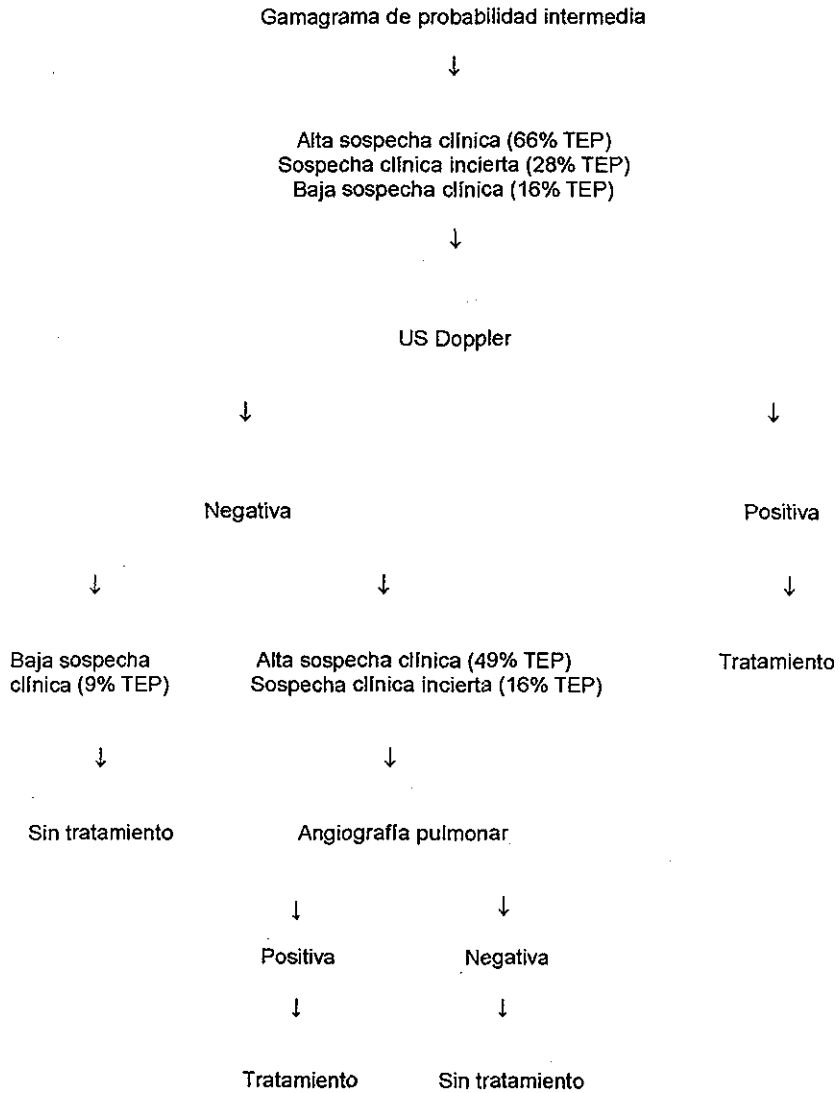 Gamagrama de probabilidad intermedia
↓
Alta sospecha clínica (66% TEP)
Sospecha clínica incierta (28% TEP)
Baja sospecha clínica (16% TEP)
↓
US Doppler
↓ ↓
Negativa Positiva
↓ ↓ ↓
Baja sospecha Alta sospecha clínica (49% TEP) Tratamiento
clínica (9% TEP) Sospecha clínica incierta (16% TEP)
↓ ↓
Sin tratamiento Angiografía pulmonar
↓ ↓
Positiva Negativa
↓ ↓
Tratamiento Sin tratamiento